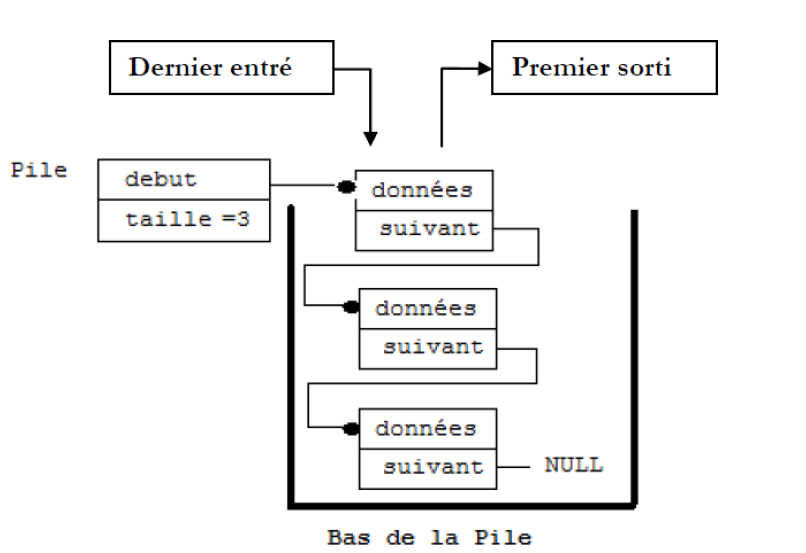 Dernier entré
Premier sorti
Pile
debut
taille =3
données
suivant
données
suivant
données
suivant
NULL
Bas de la Pile